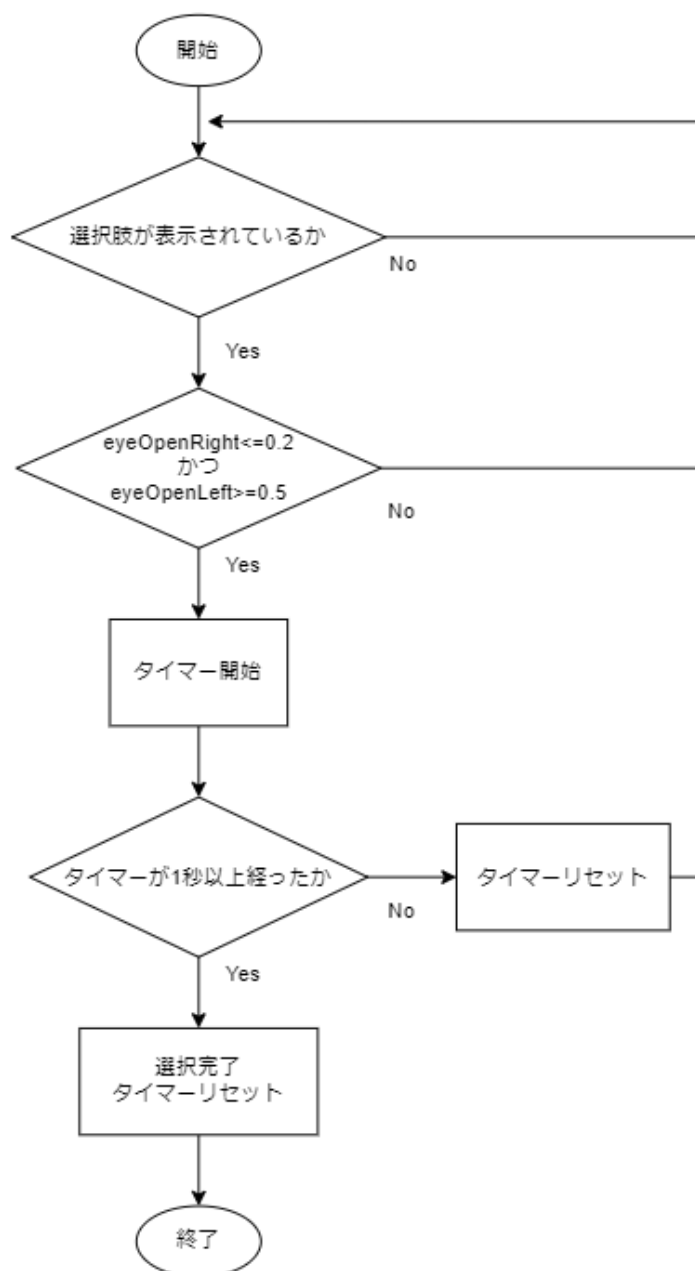 開始
選択肢が表示されているか
No
Yes
eyeOpenRight<=0.2
かつ
eyeOpenLeft>=0.5
No
Yes
タイマー開始
タイマーが1秒以上経ったか
No
タイマーリセット
Yes
選択完了
タイマーリセット
終了